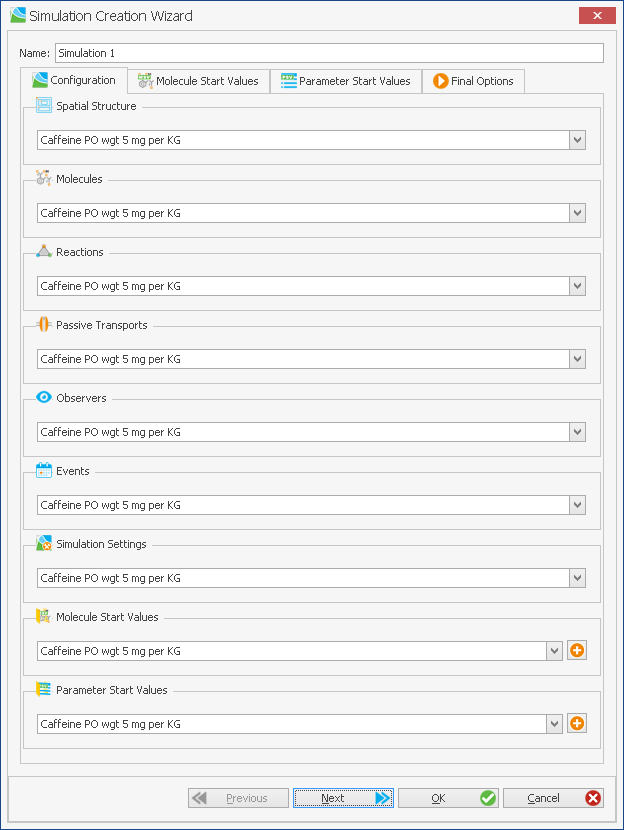 Simulation Creation Wizard
Name: Simulation 1
Configuration Molecule Start Values Parameter Start Values Final Options
Spatial Structure
Caffeine PO wgt 5 mg per KG
Molecules
Caffeine PO wgt 5 mg per KG
Reactions
Caffeine PO wgt 5 mg per KG
Passive Transports
Caffeine PO wgt 5 mg per KG
Observers
Caffeine PO wgt 5 mg per KG
Events
Caffeine PO wgt 5 mg per KG
Simulation Settings
Caffeine PO wgt 5 mg per KG
Molecule Start Values
Caffeine PO wgt 5 mg per KG
Parameter Start Values
Caffeine PO wgt 5 mg per KG
Previous Next OK Cancel